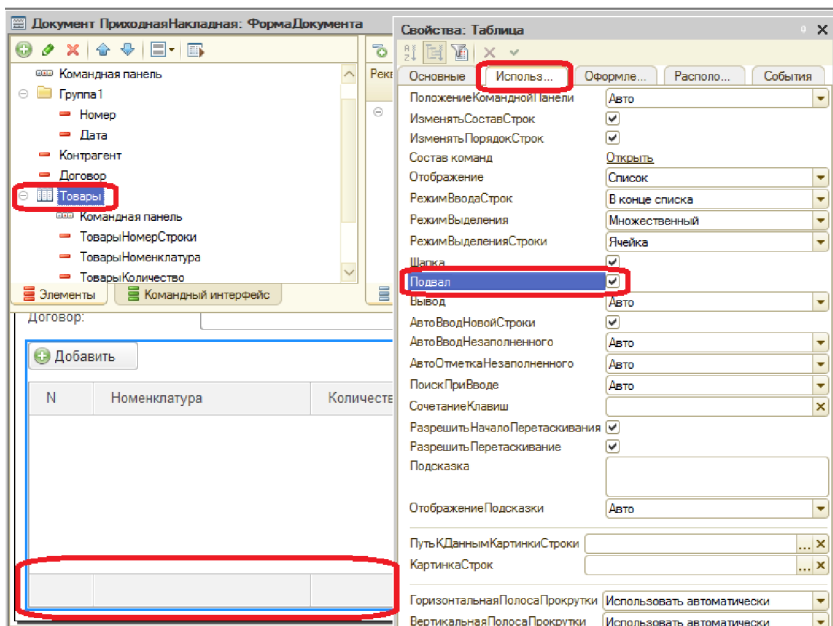 Документ ПриходнаяНакладная: ФормаДокумента
Командная панель
Группа1
Номер
Дата
Контрагент
Договор
Товары
Командная панель
ТоварыНомерСтроки
ТоварыНоменклатура
ТоварыКоличество
Элементы Командный интерфейс
Рекв
Договор:
Добавить
N Номенклатура Количеств
Свойства: Таблица
Основные Использ... Оформле... Располо... События
ПоложениеКоманднойПанели Авто
ИзменятьСоставСтрок
ИзменятьПорядокСтрок
Состав команд Открыть
Отображение Список
РежимВводаСтрок В конце списка
РежимВыделения Множественный
РежимВыделенияСтроки Ячейка
Шапка
Подвал
Вывод Авто
АвтоВводНовойСтроки
АвтоВводНезаполненного Авто
АвтоОтметкаНезаполненного Авто
ПоискПриВводе Авто
СочетаниеКлавиш
РазрешитьНачалоПеретаскивания
РазрешитьПеретаскивание
Подсказка
ОтображениеПодсказки Авто
ПутьКДаннымКартинкиСтроки
КартинкаСтрок
ГоризонтальнаяПолосаПрокрутки Использовать автоматически
ВертикальнаяПолосаПрокрутки Использовать автоматически